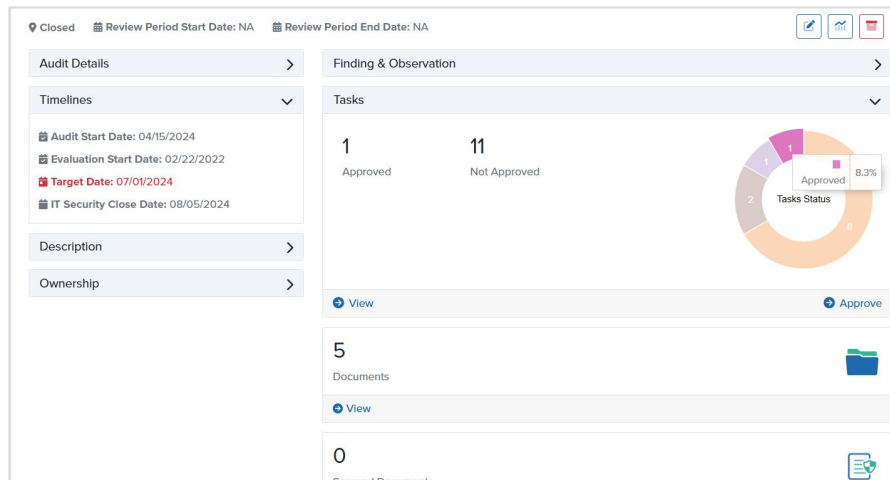 Closed Review Period Start Date: NA Review Period End Date: NA
Audit Details
Timelines
Audit Start Date: 04/15/2024
Evaluation Start Date: 02/22/2022
Target Date: 07/01/2024
IT Security Close Date: 08/05/2024
Description
Ownership
Finding & Observation
Tasks
1
Approved
11
Not Approved
1
1
2
8
Approved 8.3%
Tasks Status
View
Approve
5
Documents
View
0